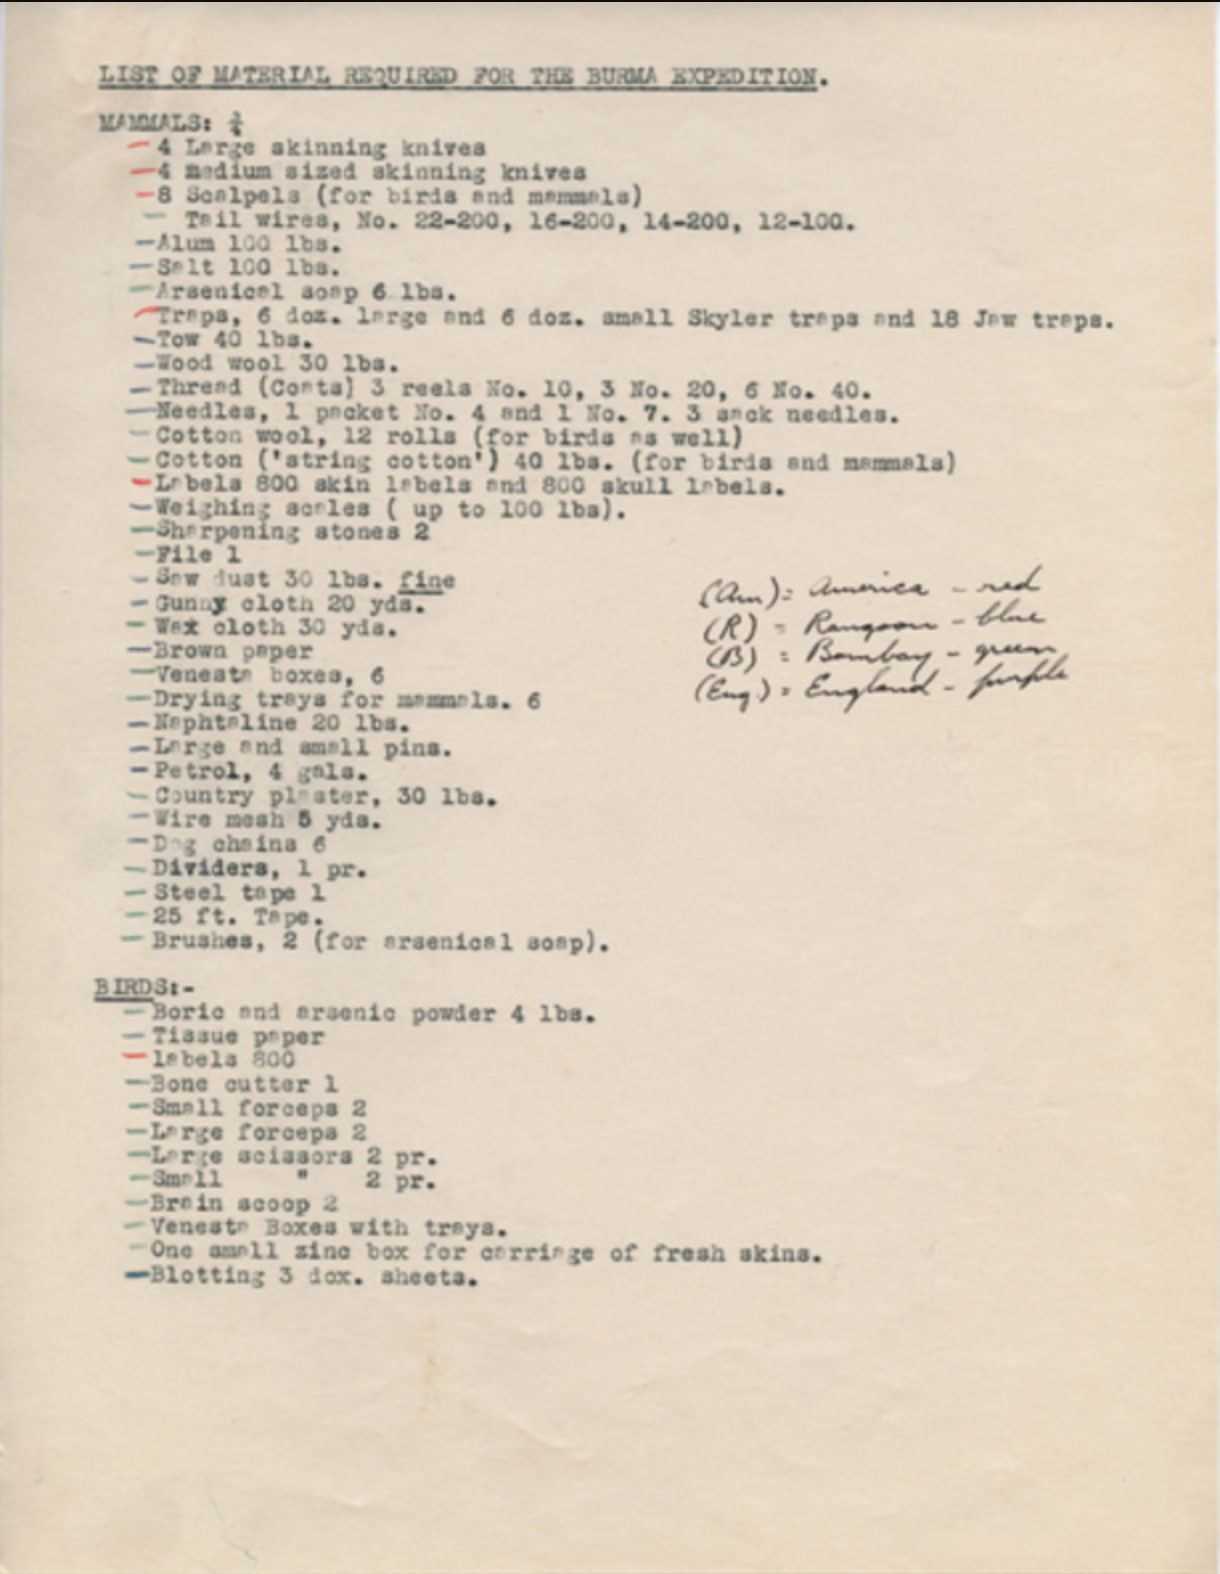 LIST OF MATERIAL REQUIRED FOR THE BURMA EXPEDITION.
MAMMALS:
4 Large skinning knives
4 medium sized skinning knives
8 Scalpels (for birds and mammals)
Tail wires, No. 22-200, 16-200, 14-200, 12-100.
Alum 100 lbs.
Salt 100 lbs.
Arsenical soap 6 lbs.
Traps, 6 doz. large and 6 doz. small Skyler traps and 18 Jaw traps.
Tow 40 lbs.
Wood wool 30 lbs.
Thread (Coats) 3 reels No. 10, 3 No. 20, 6 No. 40.
Needles, 1 packet No. 4 and 1 No. 7. 3 sack needles.
Cotton wool, 12 rolls (for birds as well)
Cotton ('string cotton') 40 lbs. (for birds and mammals)
Labels 800 skin labels and 800 skull labels.
Weighing scales ( up to 100 lbs).
Sharpening stones 2
File 1
Saw dust 30 lbs. fine
(Am) = America - red
Gunny cloth 20 yds.
(R) = Rangoon - blue
Wax cloth 30 yds.
(B) = Bombay - green
Brown paper
(Eng.) = England - purple
Venesta boxes, 6
Drying trays for mammals. 6
Naphtaline 20 lbs.
Large and small pins.
Petrol, 4 gals.
Country plaster, 30 lbs.
Wire mesh 5 yds.
Dog chains 6
Dividers, 1 pr.
Steel tape 1
25 ft. Tape.
Brushes, 2 (for arsenical soap).
BIRDS:-
Boric and arsenic powder 4 lbs.
Tissue paper
labels 800
Bone cutter 1
Small forceps 2
Large forceps 2
Large scissors 2 pr.
Small " 2 pr.
Brain scoop 2
Venesta Boxes with trays.
One small zinc box for carriage of fresh skins.
Blotting 3 dox. sheets.